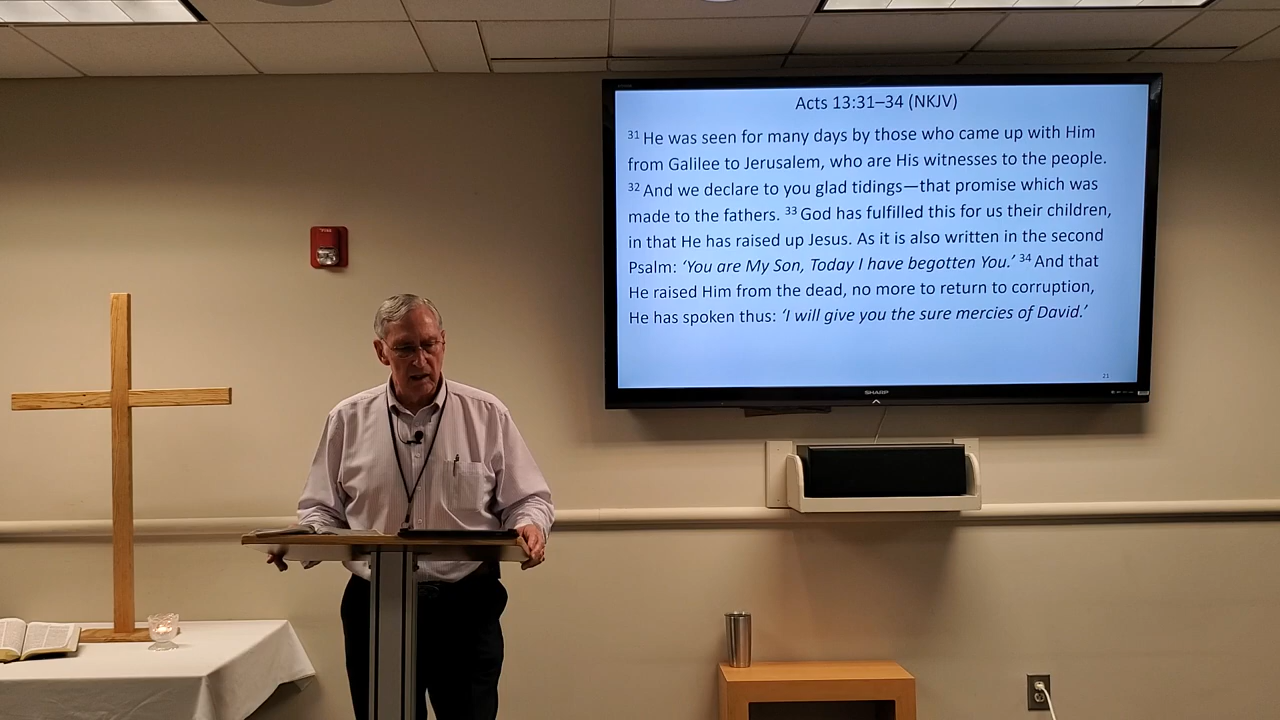 Acts 13:31–34 (NKJV)
31 He was seen for many days by those who came up with Him
from Galilee to Jerusalem, who are His witnesses to the people.
32 And we declare to you glad tidings—that promise which was
made to the fathers. 33 God has fulfilled this for us their children,
in that He has raised up Jesus. As it is also written in the second
Psalm: ‘You are My Son, Today I have begotten You.’ 34 And that
He raised Him from the dead, no more to return to corruption,
He has spoken thus: ‘I will give you the sure mercies of David.’
21
SHARP